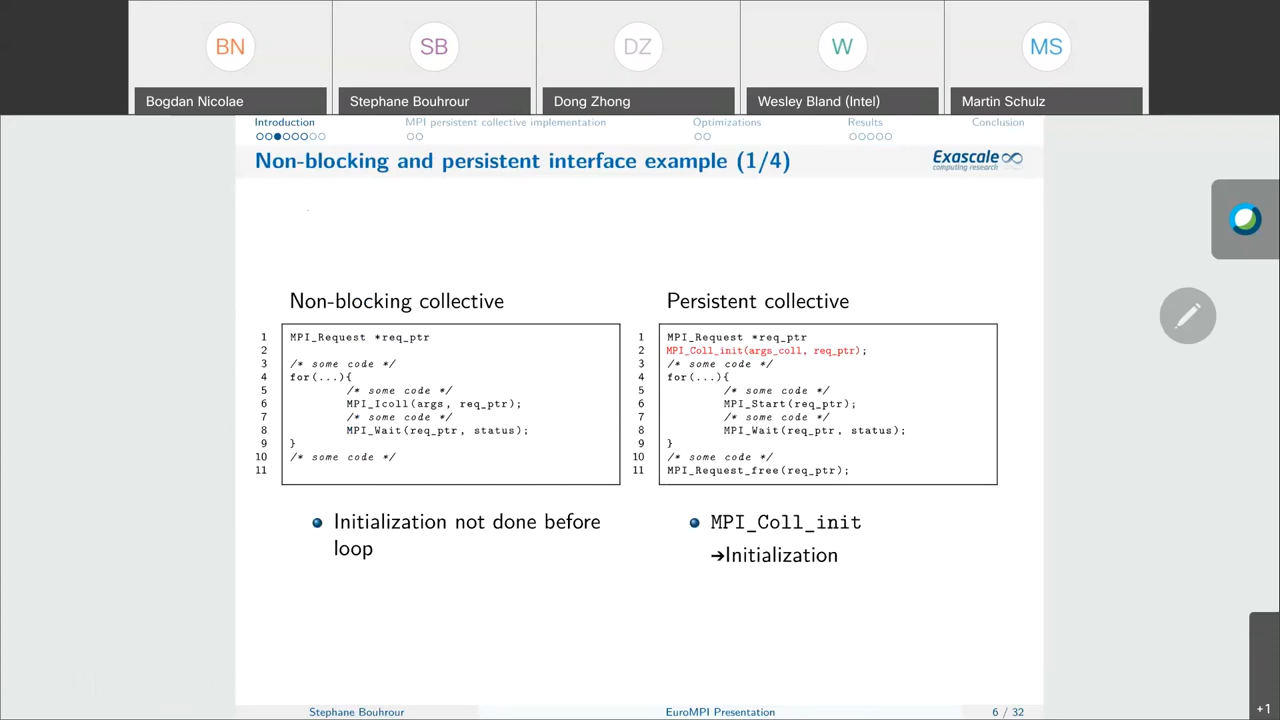 BN
SB
DZ
W
MS
Bogdan Nicolae
Stephane Bouhrour
Dong Zhong
Wesley Bland (Intel)
Martin Schulz
Introduction
MPI persistent collective implementation
Optimizations
Results
Conclusion
Non-blocking and persistent interface example (1/4)
Exascale
computing research
Non-blocking collective
1 MPI_Request *req_ptr
2
3 /* some code */
4 for(...){
5 /* some code */
6 MPI_Icoll(args, req_ptr);
7 /* some code */
8 MPI_Wait(req_ptr, status);
9 }
10 /* some code */
11
Initialization not done before
loop
Persistent collective
1 MPI_Request *req_ptr
2 MPI_Coll_init(args_coll, req_ptr);
3 /* some code */
4 for(...){
5 /* some code */
6 MPI_Start(req_ptr);
7 /* some code */
8 MPI_Wait(req_ptr, status);
9 }
10 /* some code */
11 MPI_Request_free(req_ptr);
MPI_Coll_init
➔Initialization
Stephane Bouhrour
EuroMPI Presentation
6 / 32
+1